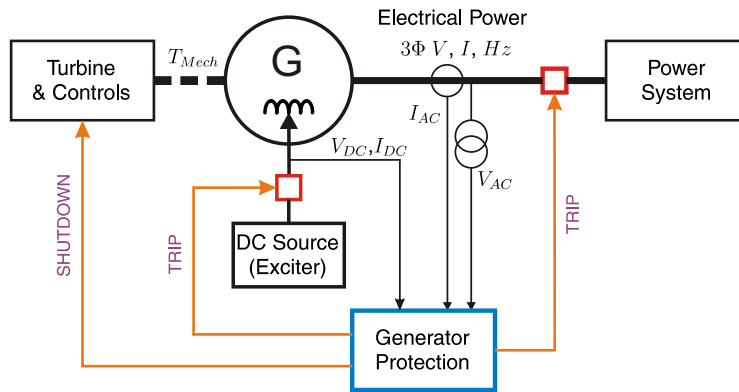 Electrical Power
3Φ V, I, Hz
Turbine
& Controls
T_Mech
G
Power
System
I_AC
V_DC,I_DC
V_AC
DC Source
(Exciter)
SHUTDOWN
TRIP
TRIP
Generator
Protection